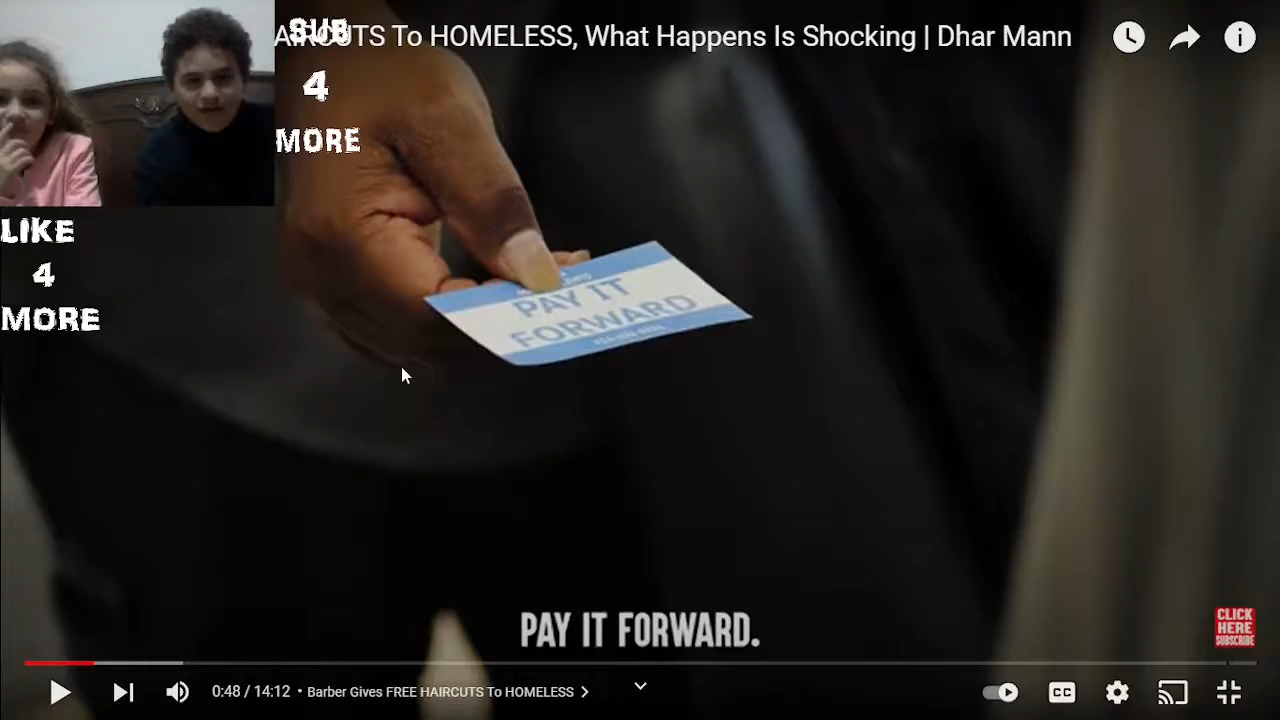 SUB
4
MORE
AIRCUTS To HOMELESS, What Happens Is Shocking | Dhar Mann
LIKE
4
MORE
PAY IT
FORWARD
PAY IT FORWARD.
CLICK
HERE
SUBSCRIBE
0:48 / 14:12 • Barber Gives FREE HAIRCUTS To HOMELESS
CC